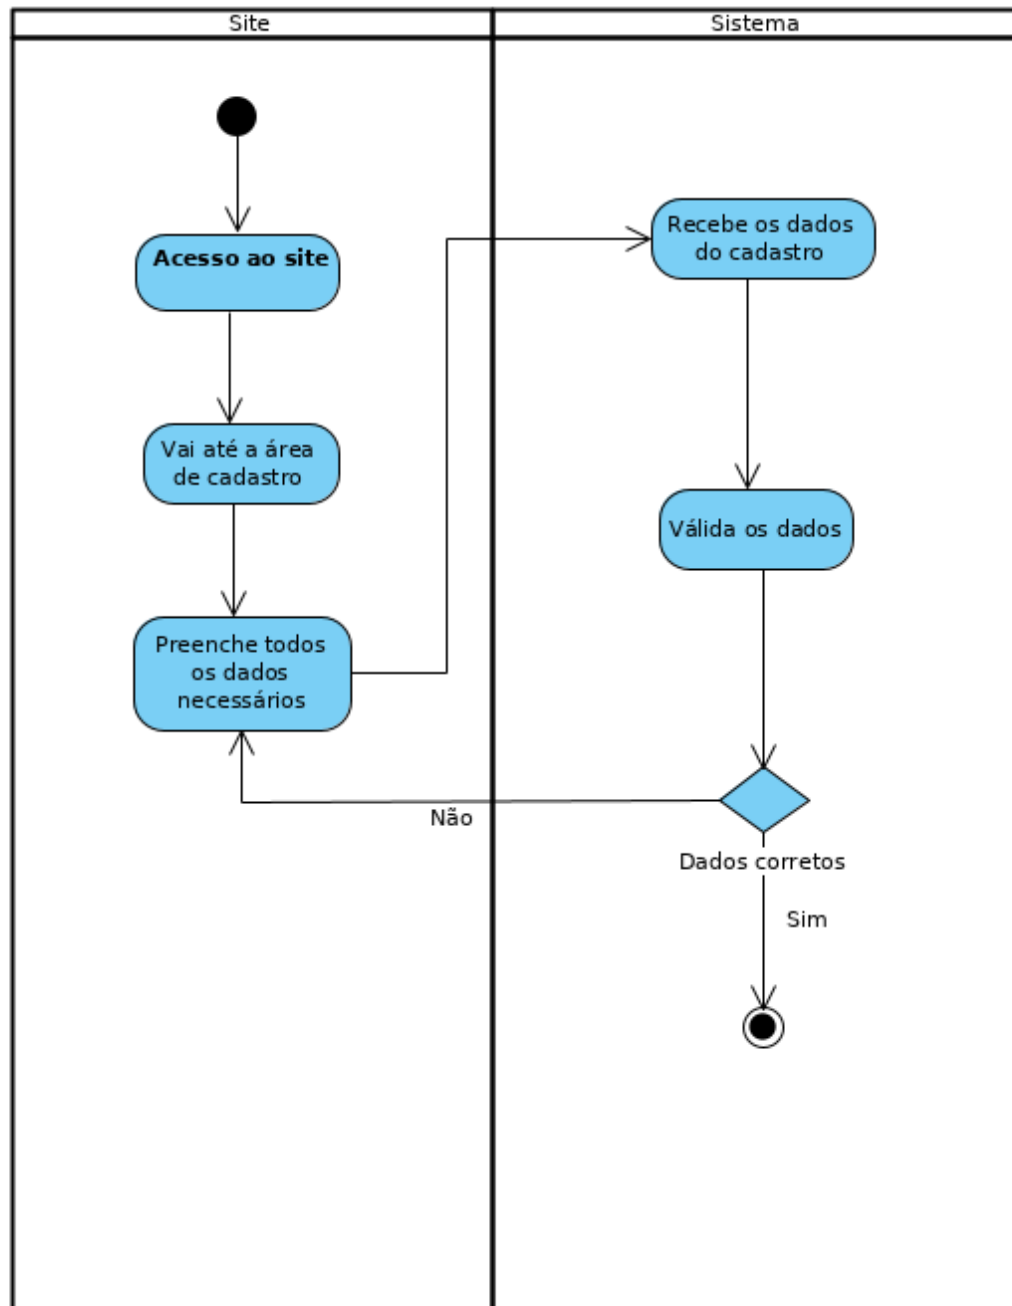 Site
Sistema
Acesso ao site
Vai até a área
de cadastro
Preenche todos
os dados
necessários
Recebe os dados
do cadastro
Válida os dados
Não
Dados corretos
Sim